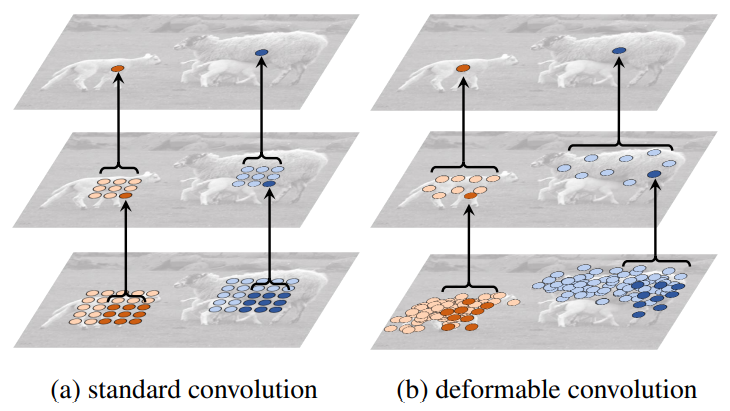 (a) standard convolution
(b) deformable convolution